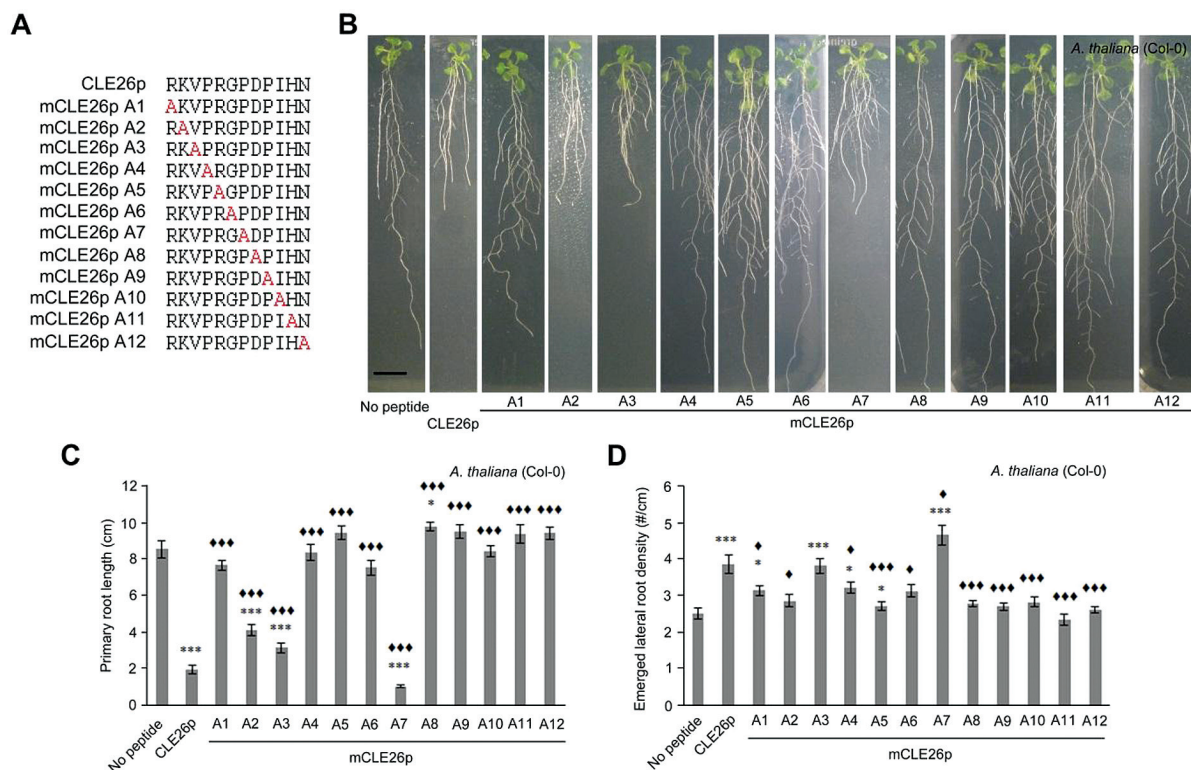 A
CLE26p RKVPRGPDPIHN
mCLE26p A1 AKVPRGPDPIHN
mCLE26p A2 RAVPRGPDPIHN
mCLE26p A3 RKAPRGPDPIHN
mCLE26p A4 RKVARGPDPIHN
mCLE26p A5 RKVPAGPDPIHN
mCLE26p A6 RKVPRAPDPIHN
mCLE26p A7 RKVPRGADPIHN
mCLE26p A8 RKVPRGPAPIHN
mCLE26p A9 RKVPRGPDAIHN
mCLE26p A10 RKVPRGPDPAHN
mCLE26p A11 RKVPRGPDPIAN
mCLE26p A12 RKVPRGPDPIHA
B
A. thaliana (Col-0)
No peptide CLE26p A1 A2 A3 A4 A5 A6 A7 A8 A9 A10 A11 A12
mCLE26p
C
A. thaliana (Col-0)
Primary root length (cm)
12
10
8
6
4
2
0
♦♦♦ ♦♦♦ ♦♦♦ ♦♦♦ ♦♦♦ ♦♦♦ ♦♦♦ ♦♦♦ ♦♦♦ ♦♦♦ ♦♦♦ ♦♦♦
*** *** *** *** *
No peptide CLE26p A1 A2 A3 A4 A5 A6 A7 A8 A9 A10 A11 A12
mCLE26p
D
A. thaliana (Col-0)
Emerged lateral root density (#/cm)
6
5
4
3
2
1
0
♦ ♦ ♦ ♦♦♦ ♦ ♦ ♦♦♦ ♦♦♦ ♦♦♦ ♦♦♦ ♦♦♦
*** * *** * * ***
No peptide CLE26p A1 A2 A3 A4 A5 A6 A7 A8 A9 A10 A11 A12
mCLE26p